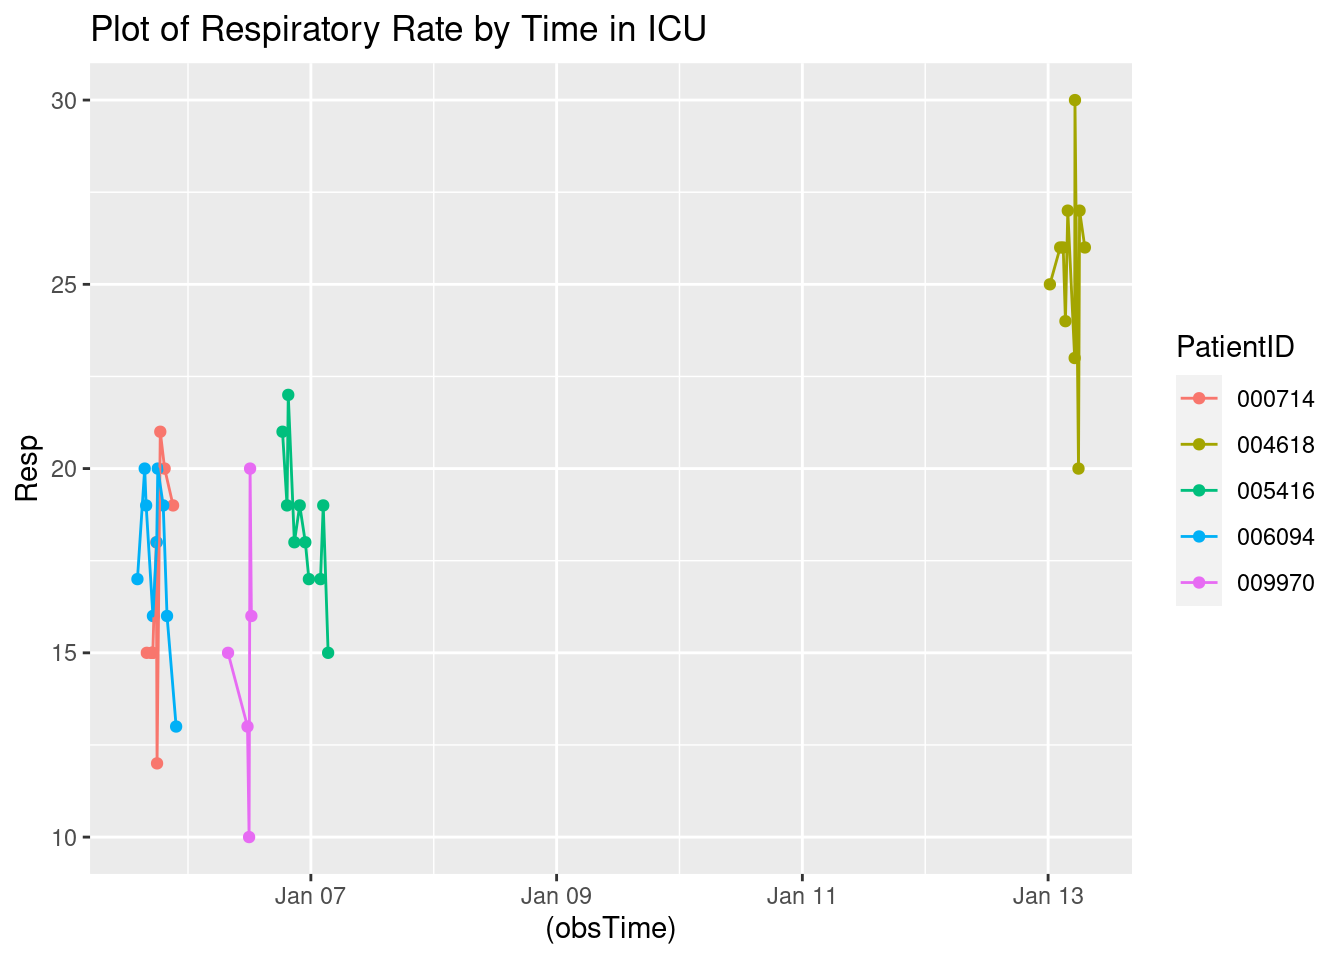 Plot of Respiratory Rate by Time in ICU
Resp
30
25
20
15
10
Jan 07
Jan 09
Jan 11
Jan 13
(obsTime)
PatientID
000714
004618
005416
006094
009970